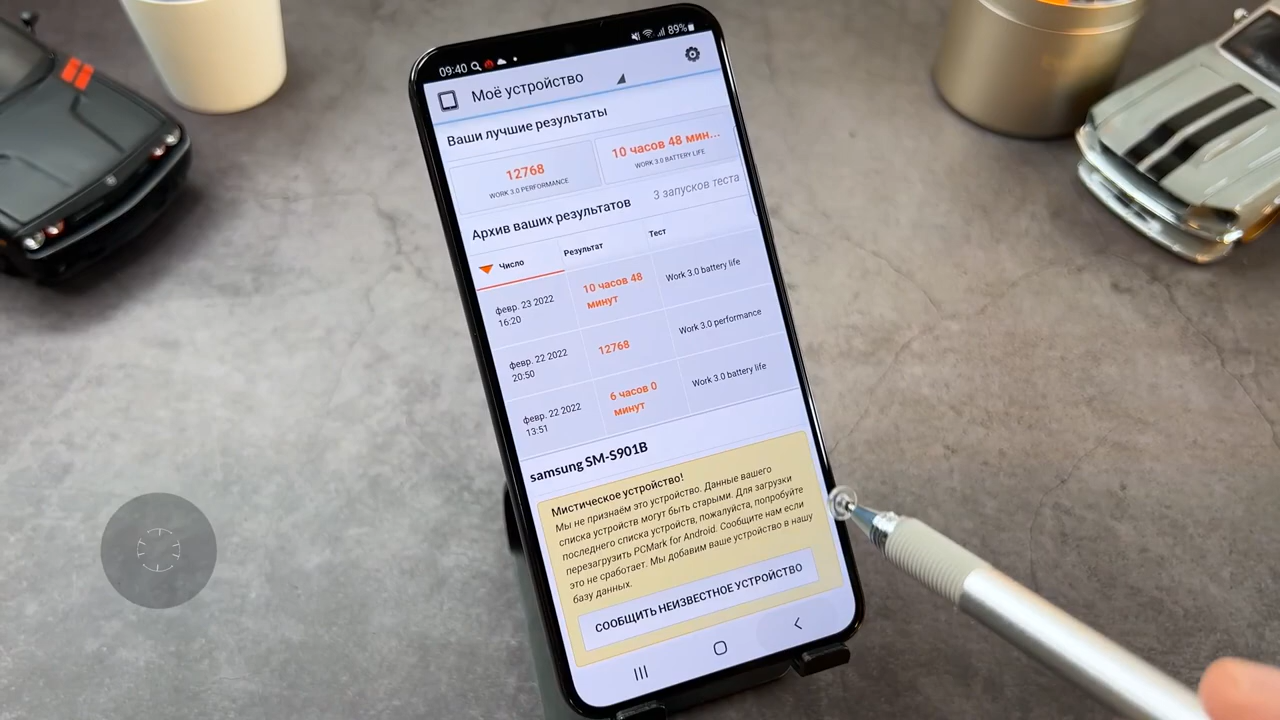 09:40
89%
Моё устройство
Ваши лучшие результаты
12768
WORK 3.0 PERFORMANCE
10 часов 48 мин...
WORK 3.0 BATTERY LIFE
Архив ваших результатов
3 запусков теста
Число
Результат
Тест
февр. 23 2022
16:20
10 часов 48
минут
Work 3.0 battery life
февр. 22 2022
20:50
12768
Work 3.0 performance
февр. 22 2022
13:51
6 часов 0
минут
Work 3.0 battery life
samsung SM-S901B
Мистическое устройство!
Мы не признаём это устройство. Данные вашего
списка устройств могут быть старыми. Для загрузки
последнего списка устройств, пожалуйста, попробуйте
перезагрузить PCMark for Android. Сообщите нам если
это не сработает. Мы добавим ваше устройство в нашу
базу данных.
СООБЩИТЬ НЕИЗВЕСТНОЕ УСТРОЙСТВО